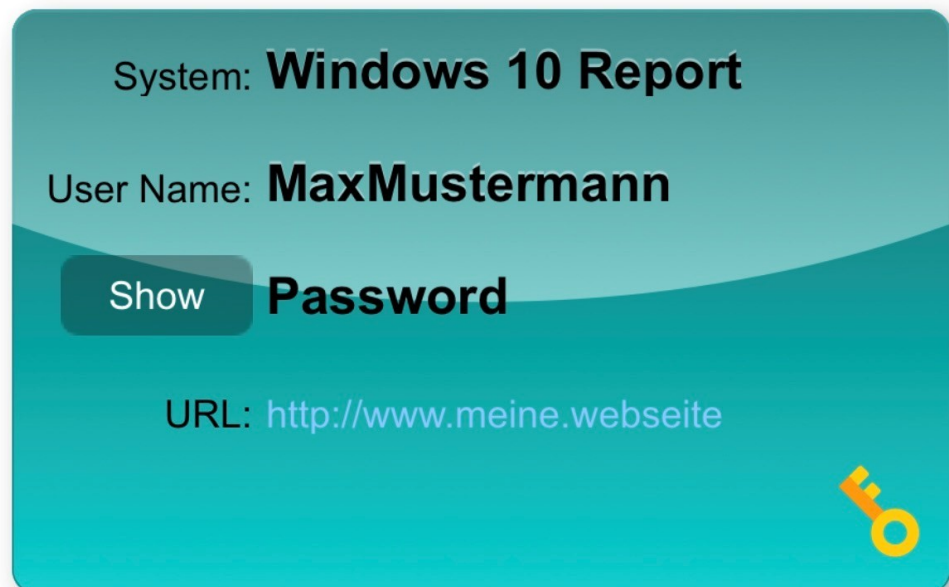 System: Windows 10 Report
User Name: MaxMustermann
Show Password
URL: http://www.meine.webseite